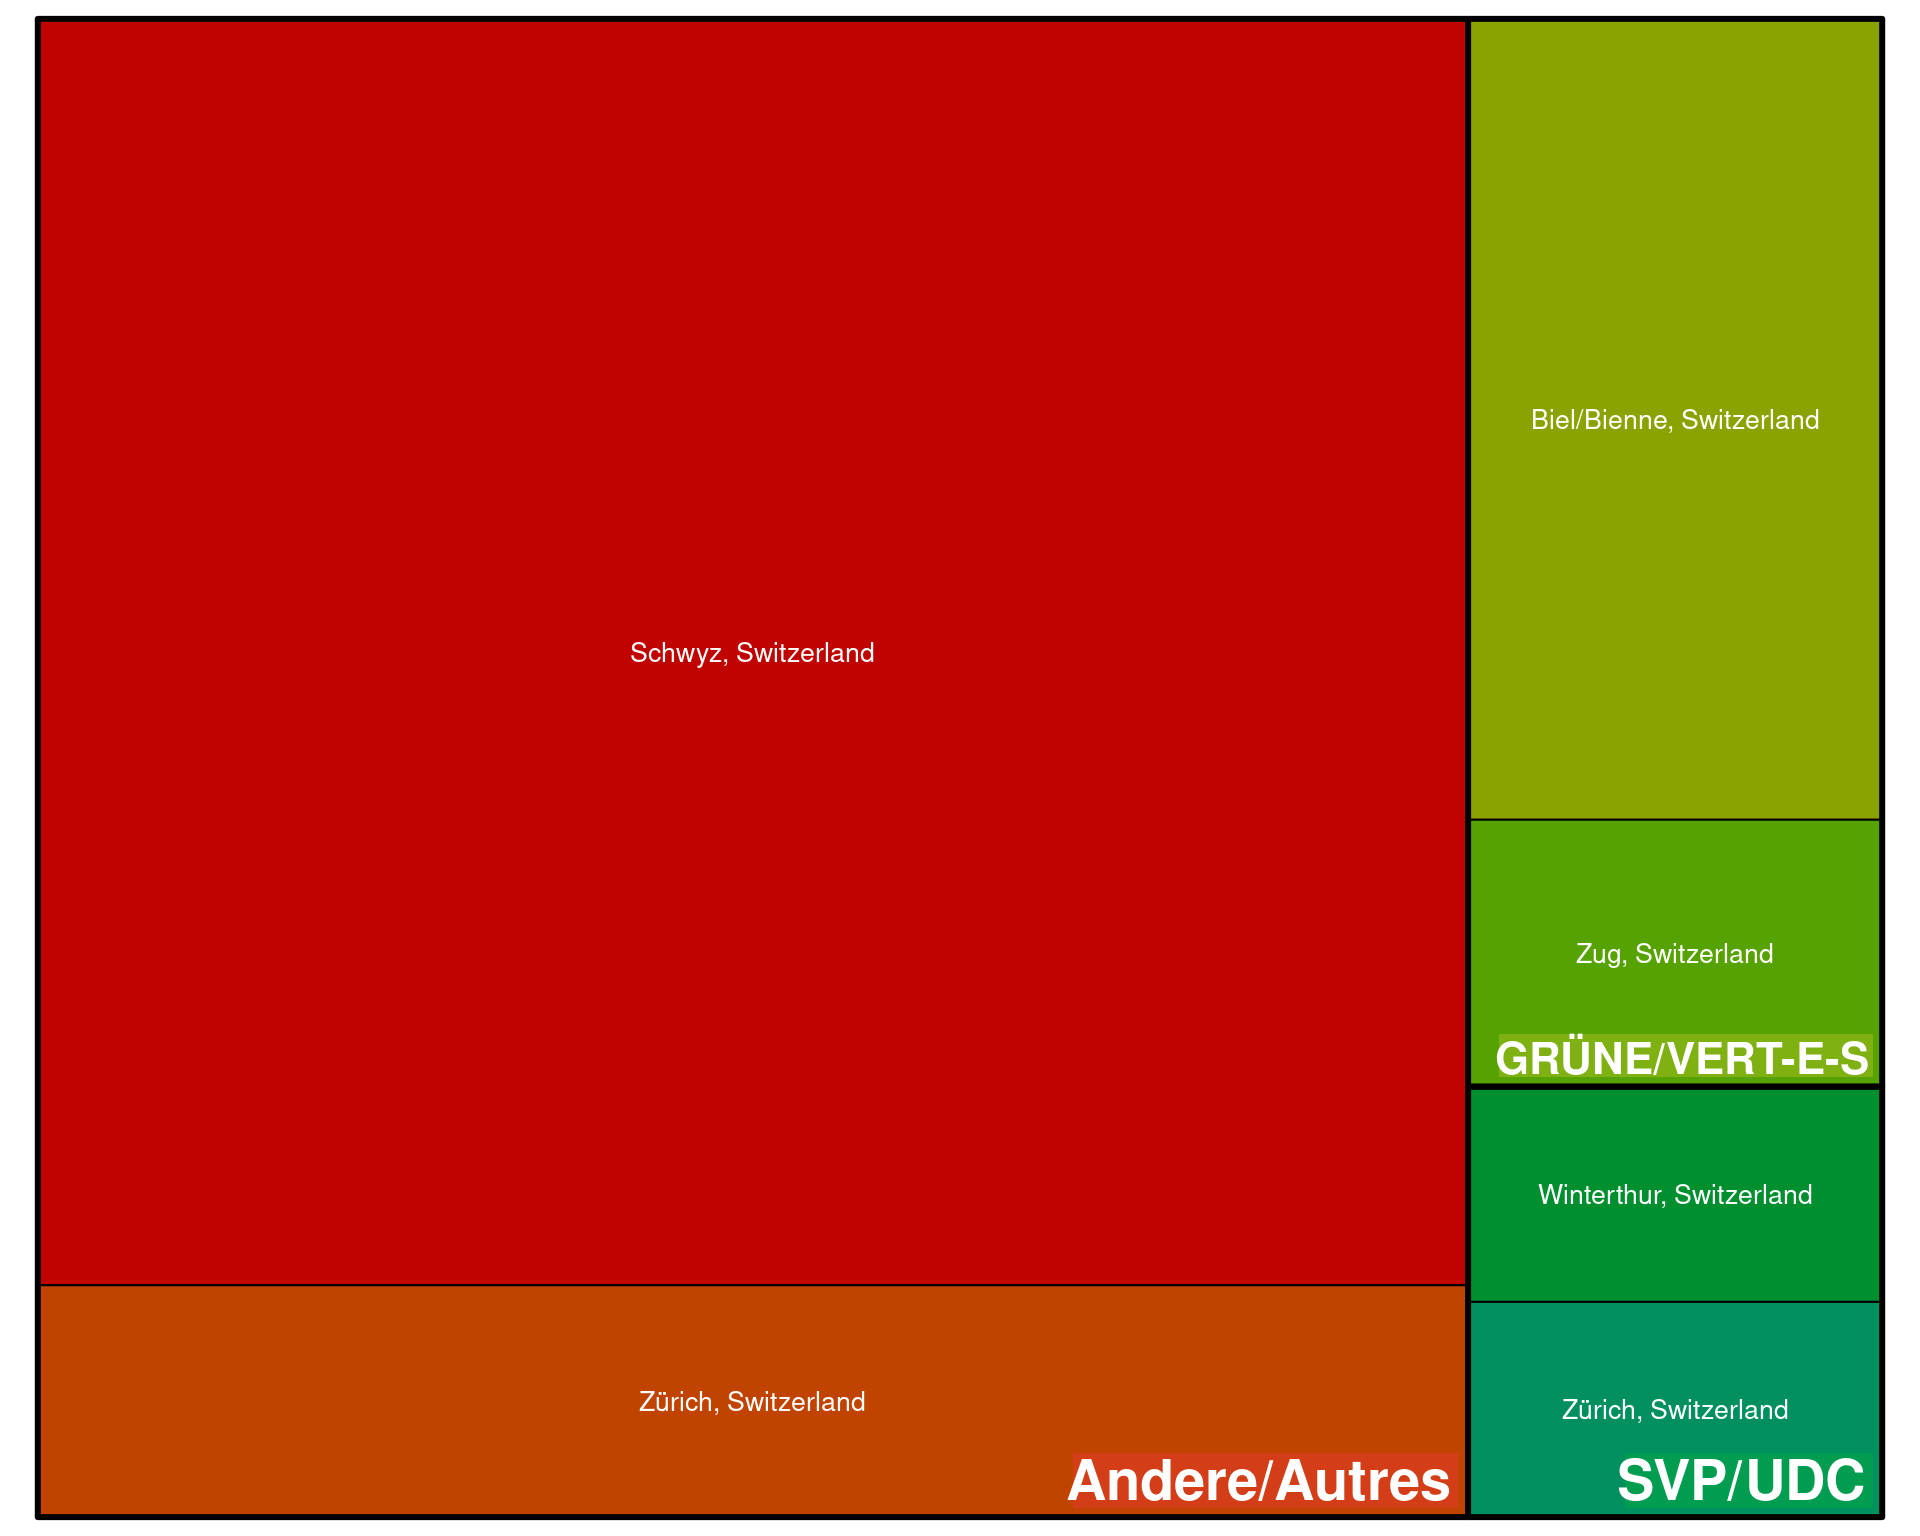 Schwyz, Switzerland
Zürich, Switzerland
Andere/Autres
Biel/Bienne, Switzerland
Zug, Switzerland
GRÜNE/VERT-E-S
Winterthur, Switzerland
Zürich, Switzerland
SVP/UDC